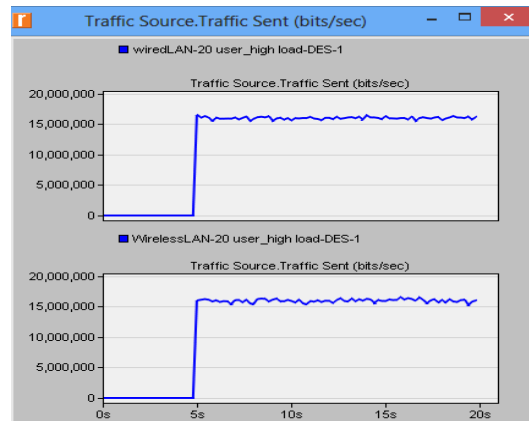 r Traffic Source.Traffic Sent (bits/sec)
wiredLAN-20 user_high load-DES-1
Traffic Source.Traffic Sent (bits/sec)
20,000,000
15,000,000
10,000,000
5,000,000
0
WirelessLAN-20 user_high load-DES-1
Traffic Source.Traffic Sent (bits/sec)
20,000,000
15,000,000
10,000,000
5,000,000
0
0s 5s 10s 15s 20s